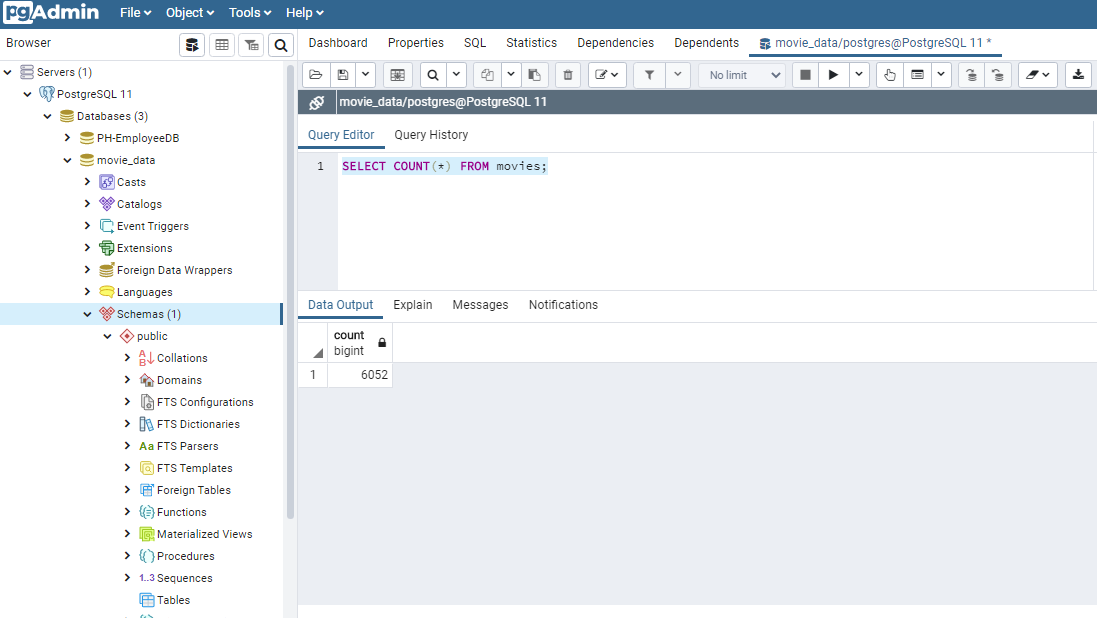 pgAdmin File Object Tools Help
Browser
Dashboard Properties SQL Statistics Dependencies Dependents movie_data/postgres@PostgreSQL 11 *
No limit
movie_data/postgres@PostgreSQL 11
Query Editor Query History
1 SELECT COUNT(*) FROM movies;
Data Output Explain Messages Notifications
count
bigint
1 6052
Servers (1)
PostgreSQL 11
Databases (3)
PH-EmployeeDB
movie_data
Casts
Catalogs
Event Triggers
Extensions
Foreign Data Wrappers
Languages
Schemas (1)
public
Collations
Domains
FTS Configurations
FTS Dictionaries
Aa FTS Parsers
FTS Templates
Foreign Tables
Functions
Materialized Views
Procedures
1..3 Sequences
Tables